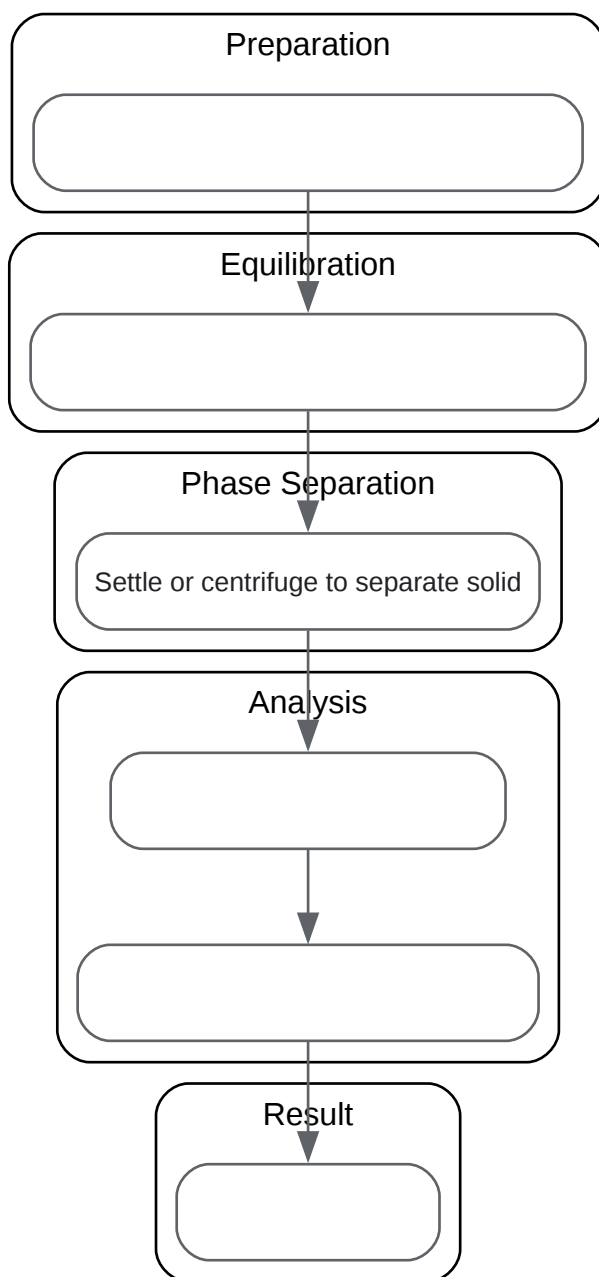 Preparation
Equilibration
Phase Separation
Settle or centrifuge to separate solid
Analysis
Result